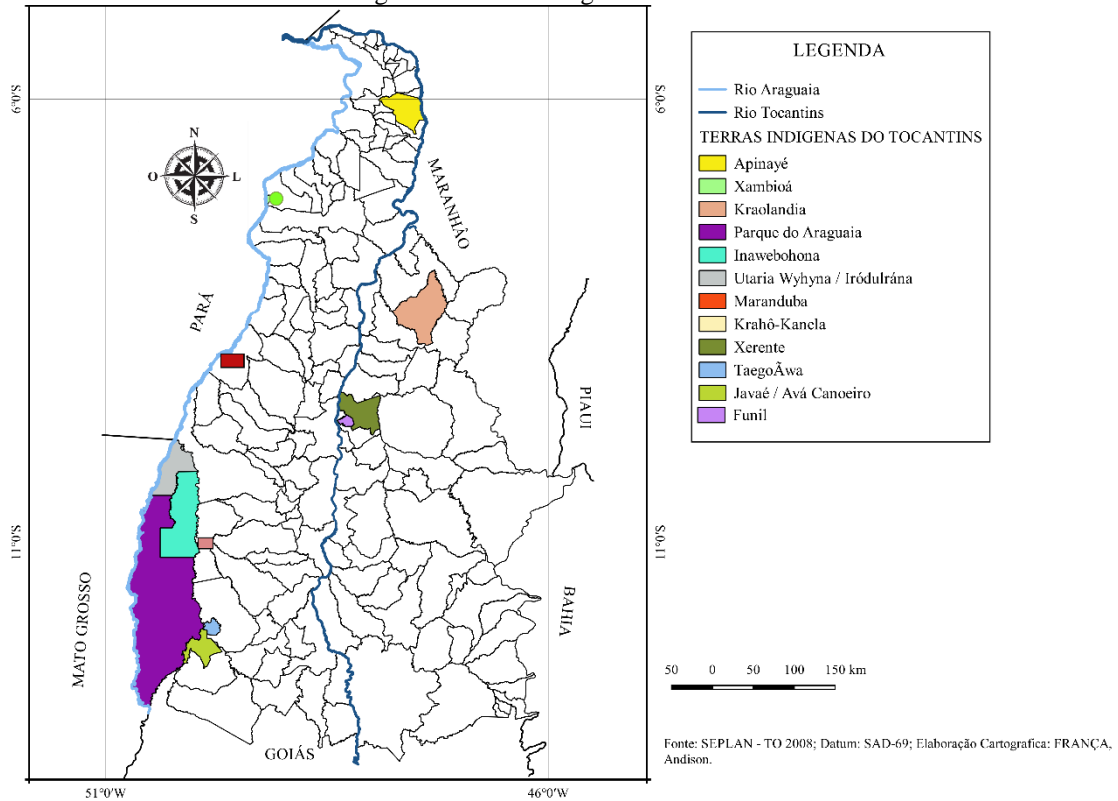 6°0'S
N
O
L
S
MARANHÃO
PARÁ
PIAUI
11°0'S
11°0'S
MATO GROSSO
BAHIA
GOIÁS
51°0'W
46°0'W
LEGENDA
Rio Araguaia
Rio Tocantins
TERRAS INDIGENAS DO TOCANTINS
Apinayé
Xambioá
Kraolandia
Parque do Araguaia
Inawebohona
Utaria Wyhyna / Iródulrána
Maranduba
Krahô-Kancla
Xerente
TaegoÃwa
Javaé / Avá Canoeiro
Funil
6°0'S
50 0 50 100 150 km
Fonte: SEPLAN - TO 2008; Datum: SAD-69; Elaboração Cartografica: FRANÇA,
Andison.